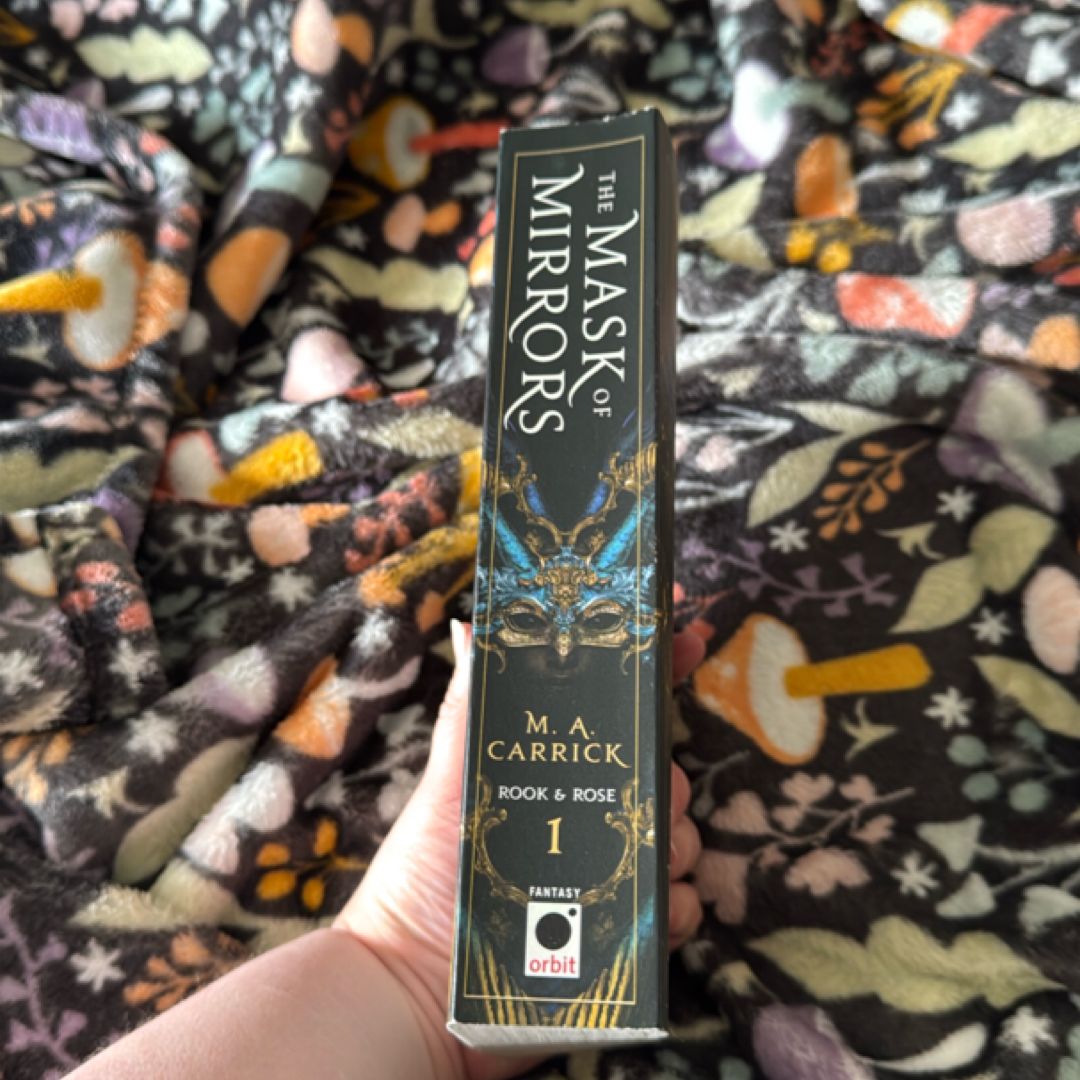 THE MASK OF
MIRRORS
M. A.
CARRICK
ROOK & ROSE
1
FANTASY
orbit